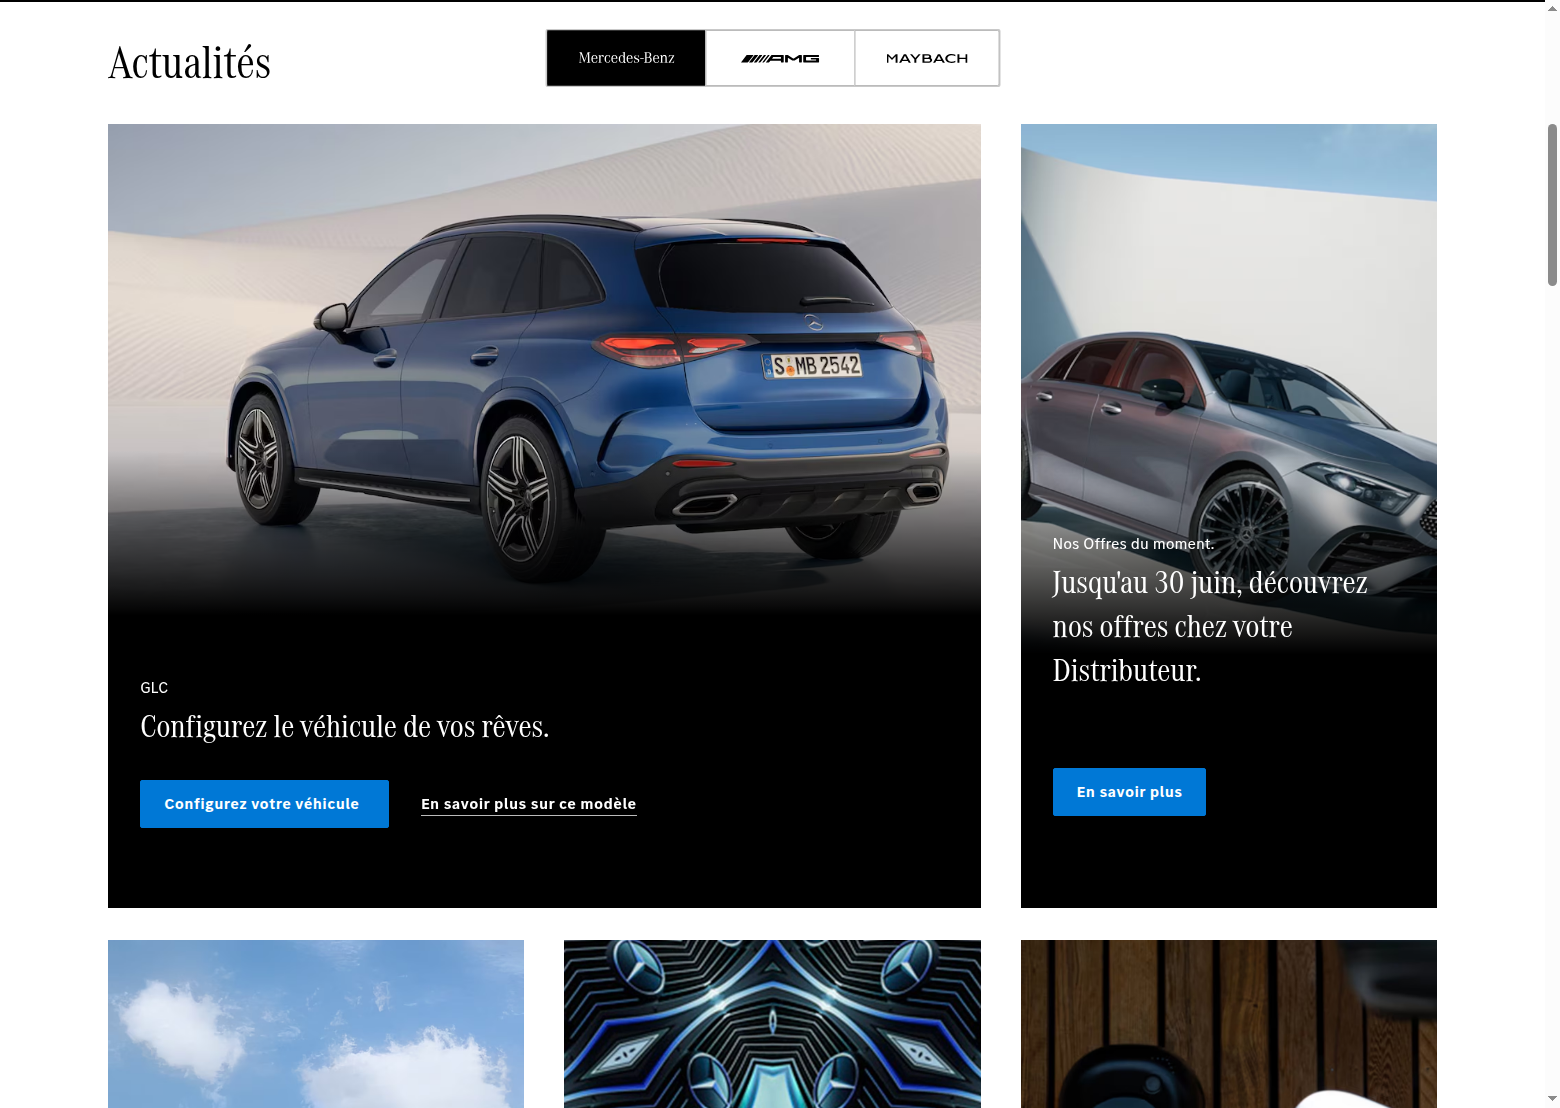 Actualités
Mercedes-Benz
AMG
MAYBACH
S MB 2542
GLC
Configurez le véhicule de vos rêves.
Configurez votre véhicule
En savoir plus sur ce modèle
Nos Offres du moment.
Jusqu'au 30 juin, découvrez
nos offres chez votre
Distributeur.
En savoir plus